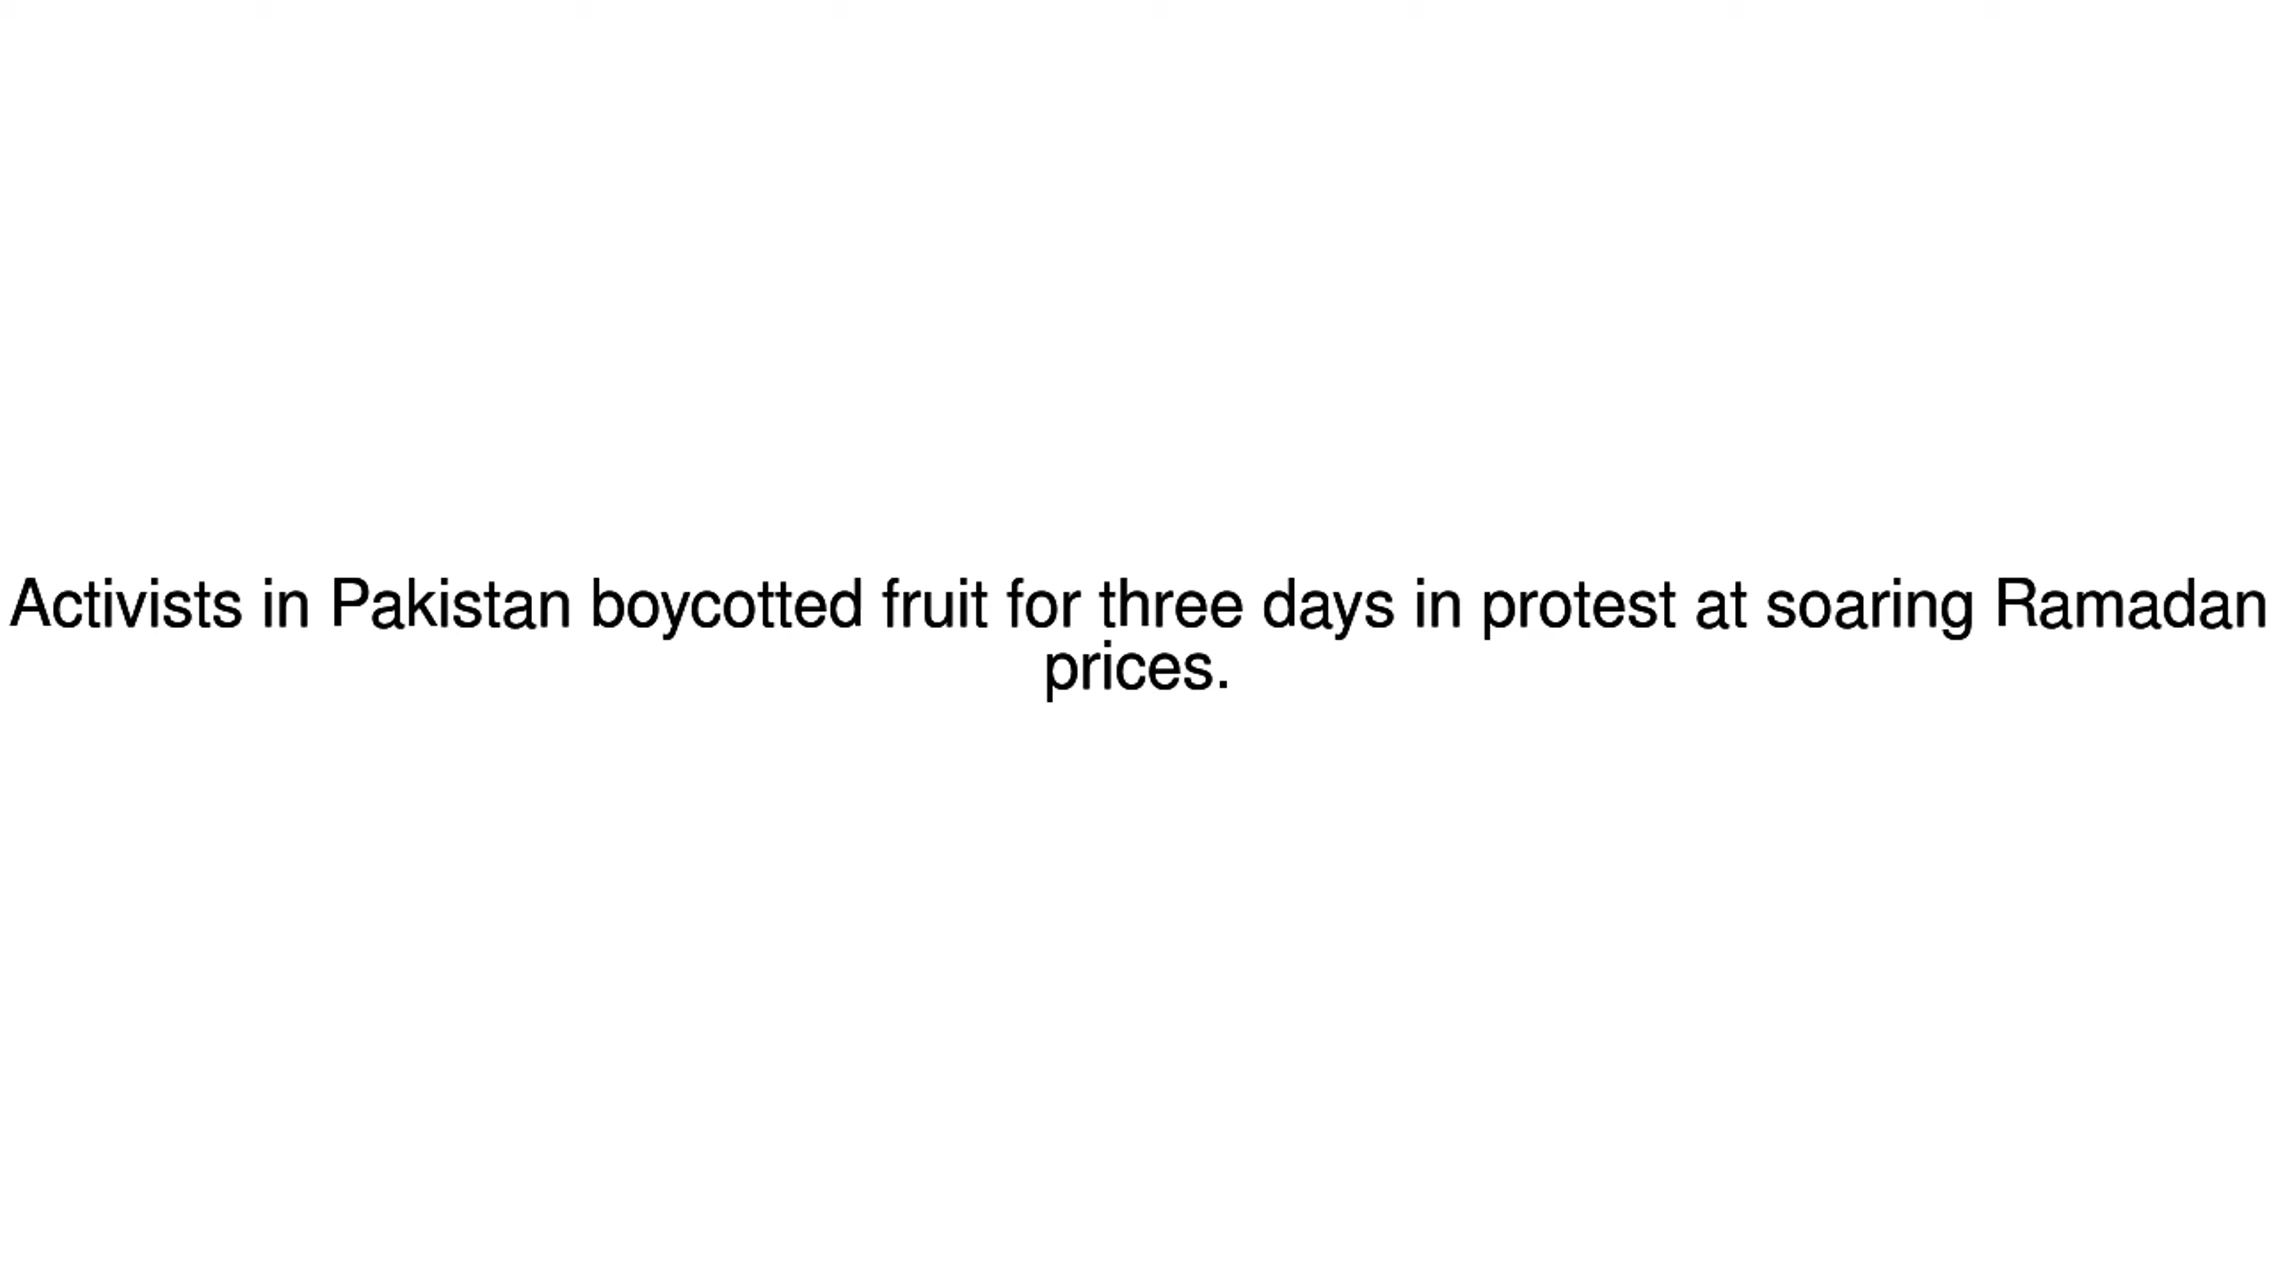 Activists in Pakistan boycotted fruit for three days in protest at soaring Ramadan
prices.